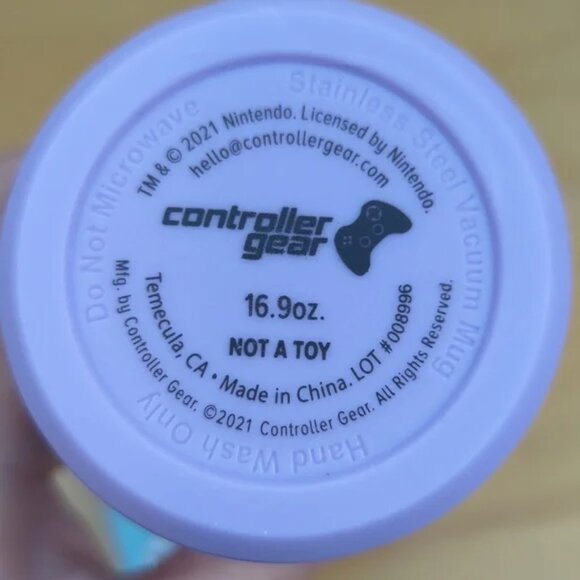 Stainless Steel Vacuum Mug
Do Not Microwave
Hand Wash Only
TM & © 2021 Nintendo. Licensed by Nintendo.
hello@controllergear.com
controller
gear
16.9oz.
NOT A TOY
Temecula, CA • Made in China. LOT #008996
Mfg. by Controller Gear. ©2021 Controller Gear. All Rights Reserved.